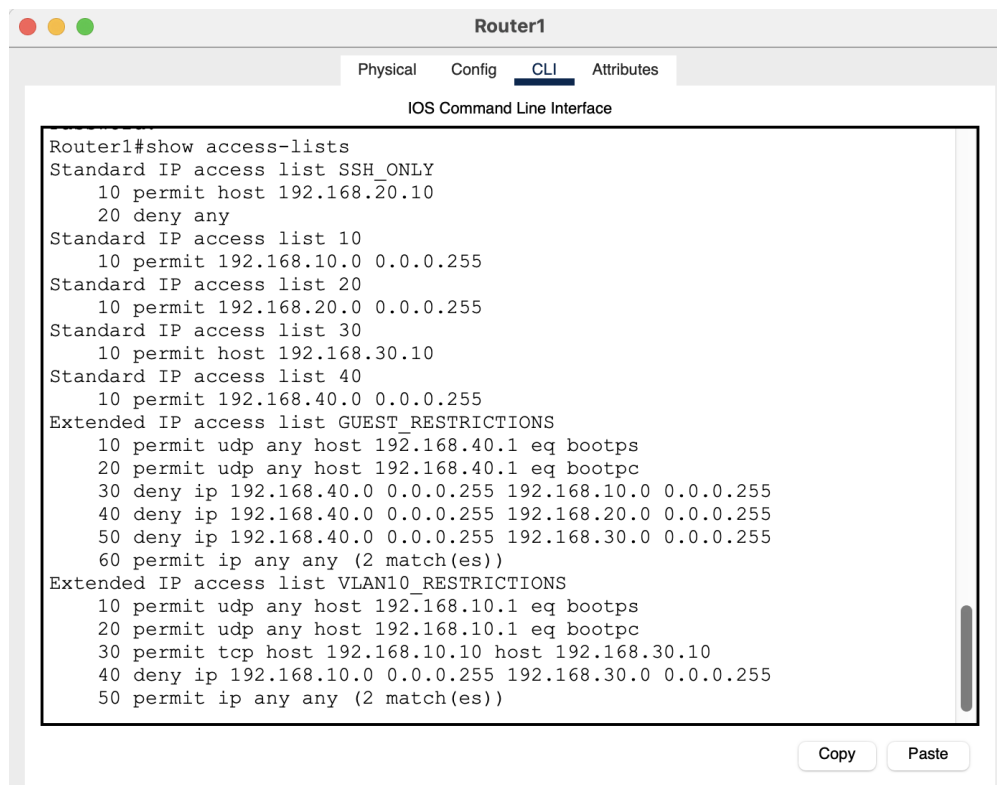 Router1
Physical Config CLI Attributes
IOS Command Line Interface
Router1#show access-lists
Standard IP access list SSH_ONLY
    10 permit host 192.168.20.10
    20 deny any
Standard IP access list 10
    10 permit 192.168.10.0 0.0.0.255
Standard IP access list 20
    10 permit 192.168.20.0 0.0.0.255
Standard IP access list 30
    10 permit host 192.168.30.10
Standard IP access list 40
    10 permit 192.168.40.0 0.0.0.255
Extended IP access list GUEST_RESTRICTIONS
    10 permit udp any host 192.168.40.1 eq bootps
    20 permit udp any host 192.168.40.1 eq bootpc
    30 deny ip 192.168.40.0 0.0.0.255 192.168.10.0 0.0.0.255
    40 deny ip 192.168.40.0 0.0.0.255 192.168.20.0 0.0.0.255
    50 deny ip 192.168.40.0 0.0.0.255 192.168.30.0 0.0.0.255
    60 permit ip any any (2 match(es))
Extended IP access list VLAN10_RESTRICTIONS
    10 permit udp any host 192.168.10.1 eq bootps
    20 permit udp any host 192.168.10.1 eq bootpc
    30 permit tcp host 192.168.10.10 host 192.168.30.10
    40 deny ip 192.168.10.0 0.0.0.255 192.168.30.0 0.0.0.255
    50 permit ip any any (2 match(es))
Copy Paste